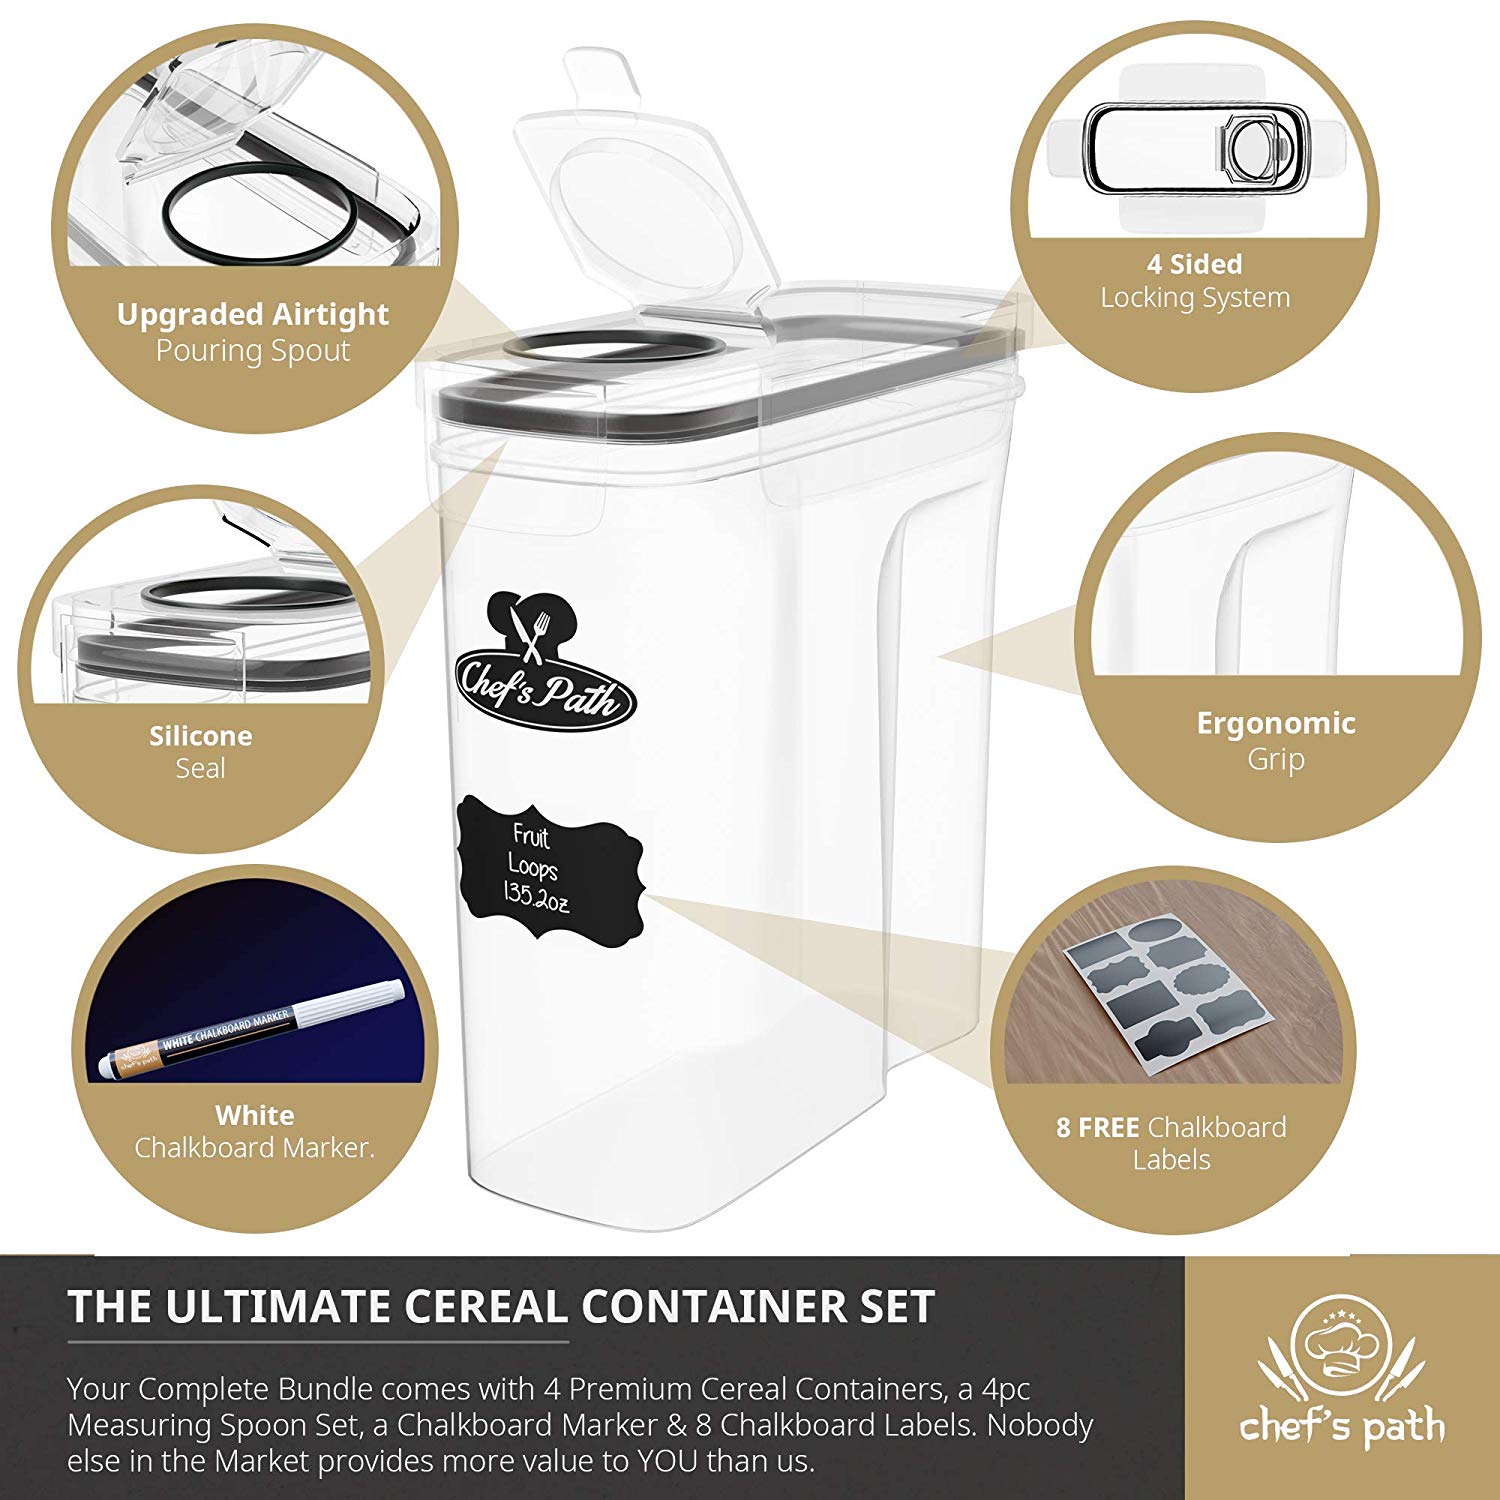 Upgraded Airtight
Pouring Spout
4 Sided
Locking System
Silicone
Seal
Ergonomic
Grip
Chef's Path
Fruit
Loops
135.2oz
WHITE CHALKBOARD MARKER
chef's path
White
Chalkboard Marker.
8 FREE Chalkboard
Labels
THE ULTIMATE CEREAL CONTAINER SET
Your Complete Bundle comes with 4 Premium Cereal Containers, a 4pc
Measuring Spoon Set, a Chalkboard Marker & 8 Chalkboard Labels. Nobody
else in the Market provides more value to YOU than us.
chef's path